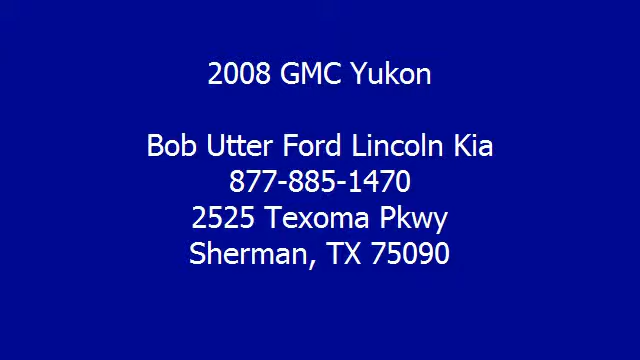 2008 GMC Yukon
Bob Utter Ford Lincoln Kia
877-885-1470
2525 Texoma Pkwy
Sherman, TX 75090